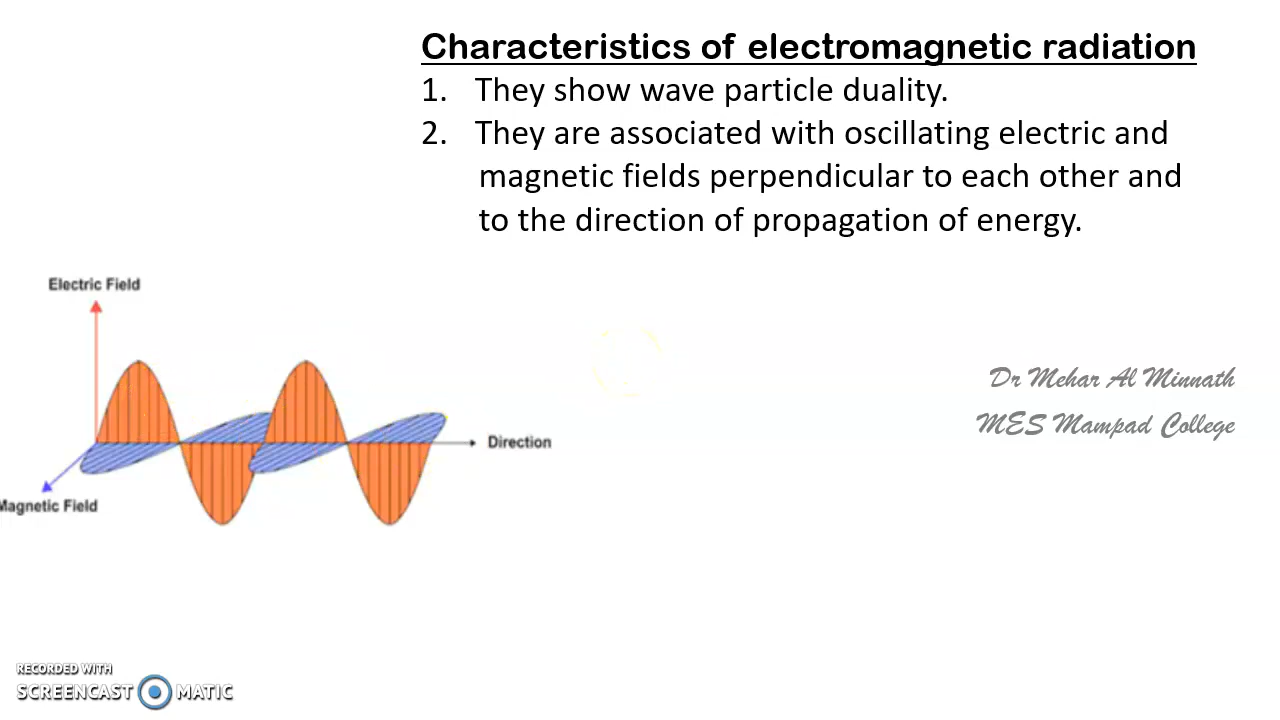 Characteristics of electromagnetic radiation
1. They show wave particle duality.
2. They are associated with oscillating electric and
magnetic fields perpendicular to each other and
to the direction of propagation of energy.
Electric Field
Direction
Magnetic Field
Dr Mehar Al Minnath
MES Mampad College
RECORDED WITH
SCREENCAST MATIC